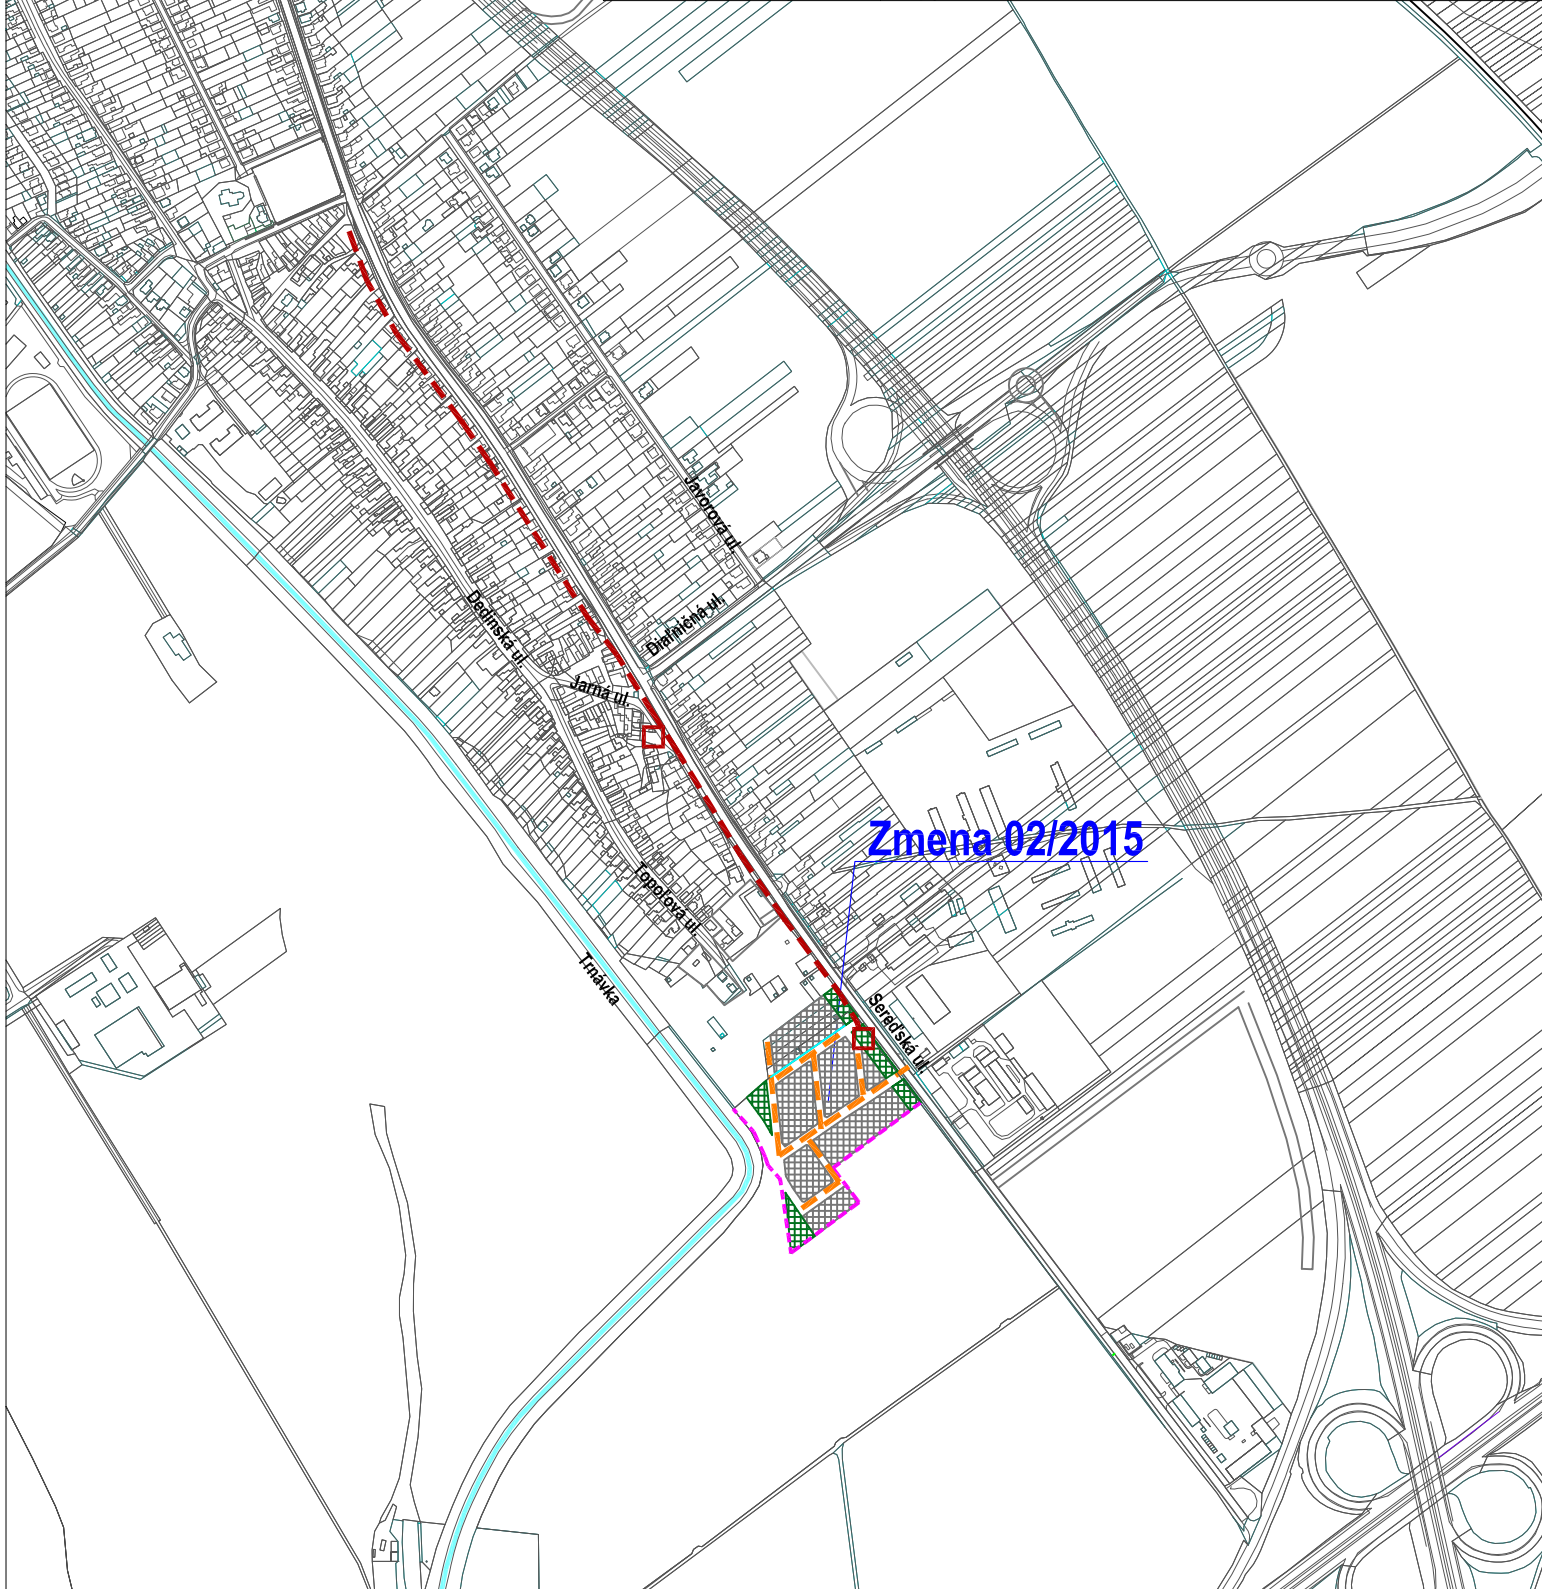 Javorová ul.
Diaľničná ul.
Dedinská ul.
Jarná ul.
Zmena 02/2015
Topoľová ul.
Trnávka
Sereďská ul.